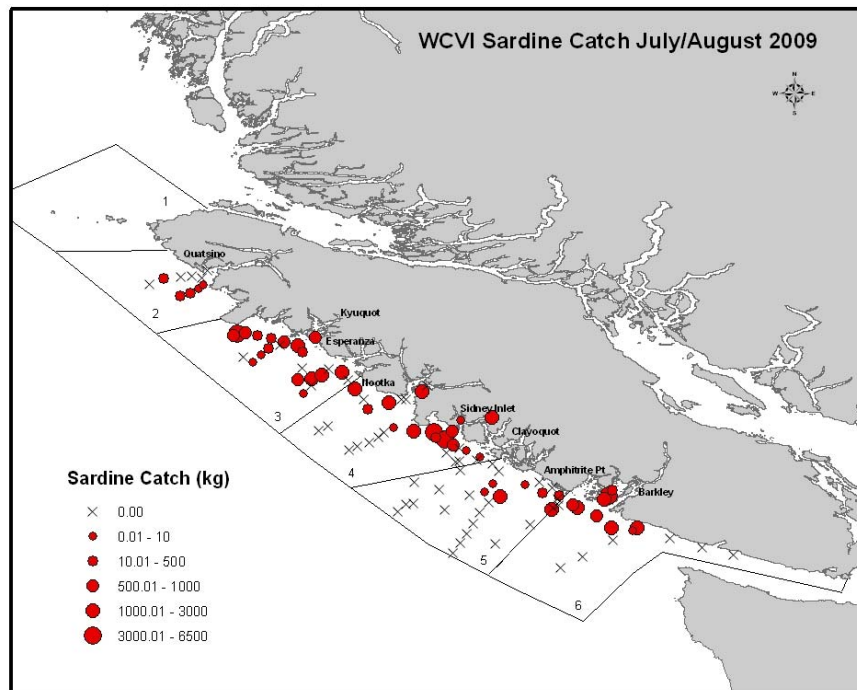 WCVI Sardine Catch July/August 2009
N
W E
S
1
Quatsino
2
Kyuquot
Esperanza
Nootka
3
Sidney Inlet
Clayoquot
4
Amphitrite Pt
Barkley
5
6
Sardine Catch (kg)
0.00
0.01 - 10
10.01 - 500
500.01 - 1000
1000.01 - 3000
3000.01 - 6500